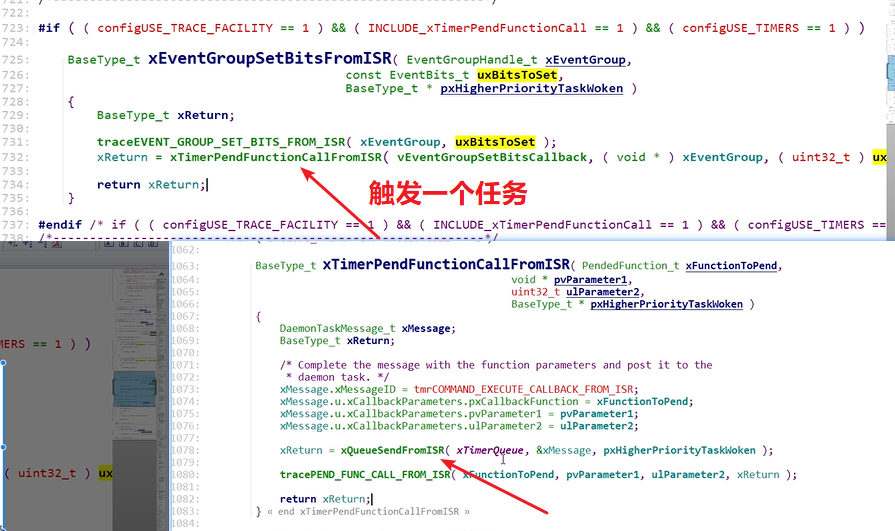 722:
723: #if ( ( configUSE_TRACE_FACILITY == 1 ) && ( INCLUDE_xTimerPendFunctionCall == 1 ) && ( configUSE_TIMERS == 1 ) )
724:
725: BaseType_t xEventGroupSetBitsFromISR( EventGroupHandle_t xEventGroup,
726: const EventBits_t uxBitsToSet,
727: BaseType_t * pxHigherPriorityTaskWoken )
728: {
729: BaseType_t xReturn;
730:
731: traceEVENT_GROUP_SET_BITS_FROM_ISR( xEventGroup, uxBitsToSet );
732: xReturn = xTimerPendFunctionCallFromISR( vEventGroupSetBitsCallback, ( void * ) xEventGroup, ( uint32_t ) ux
733:
734: return xReturn;
735: }
736:
触发一个任务
737: #endif /* if ( ( configUSE_TRACE_FACILITY == 1 ) && ( INCLUDE_xTimerPendFunctionCall == 1 ) && ( configUSE_TIMERS ==
738: /*-----------------------------------------------------------*/
MERS == 1 ) )
( uint32_t ) ux
1062:
1063: BaseType_t xTimerPendFunctionCallFromISR( PendedFunction_t xFunctionToPend,
1064: void * pvParameter1,
1065: uint32_t ulParameter2,
1066: BaseType_t * pxHigherPriorityTaskWoken )
1067: {
1068: DaemonTaskMessage_t xMessage;
1069: BaseType_t xReturn;
1070:
1071: /* Complete the message with the function parameters and post it to the
1072: * daemon task. */
1073: xMessage.xMessageID = tmrCOMMAND_EXECUTE_CALLBACK_FROM_ISR;
1074: xMessage.u.xCallbackParameters.pxCallbackFunction = xFunctionToPend;
1075: xMessage.u.xCallbackParameters.pvParameter1 = pvParameter1;
1076: xMessage.u.xCallbackParameters.ulParameter2 = ulParameter2;
1077:
1078: xReturn = xQueueSendFromISR( xTimerQueue, &xMessage, pxHigherPriorityTaskWoken );
1079:
1080: tracePEND_FUNC_CALL_FROM_ISR( xFunctionToPend, pvParameter1, ulParameter2, xReturn );
1081:
1082: return xReturn;
1083: } « end xTimerPendFunctionCallFromISR »
1084: